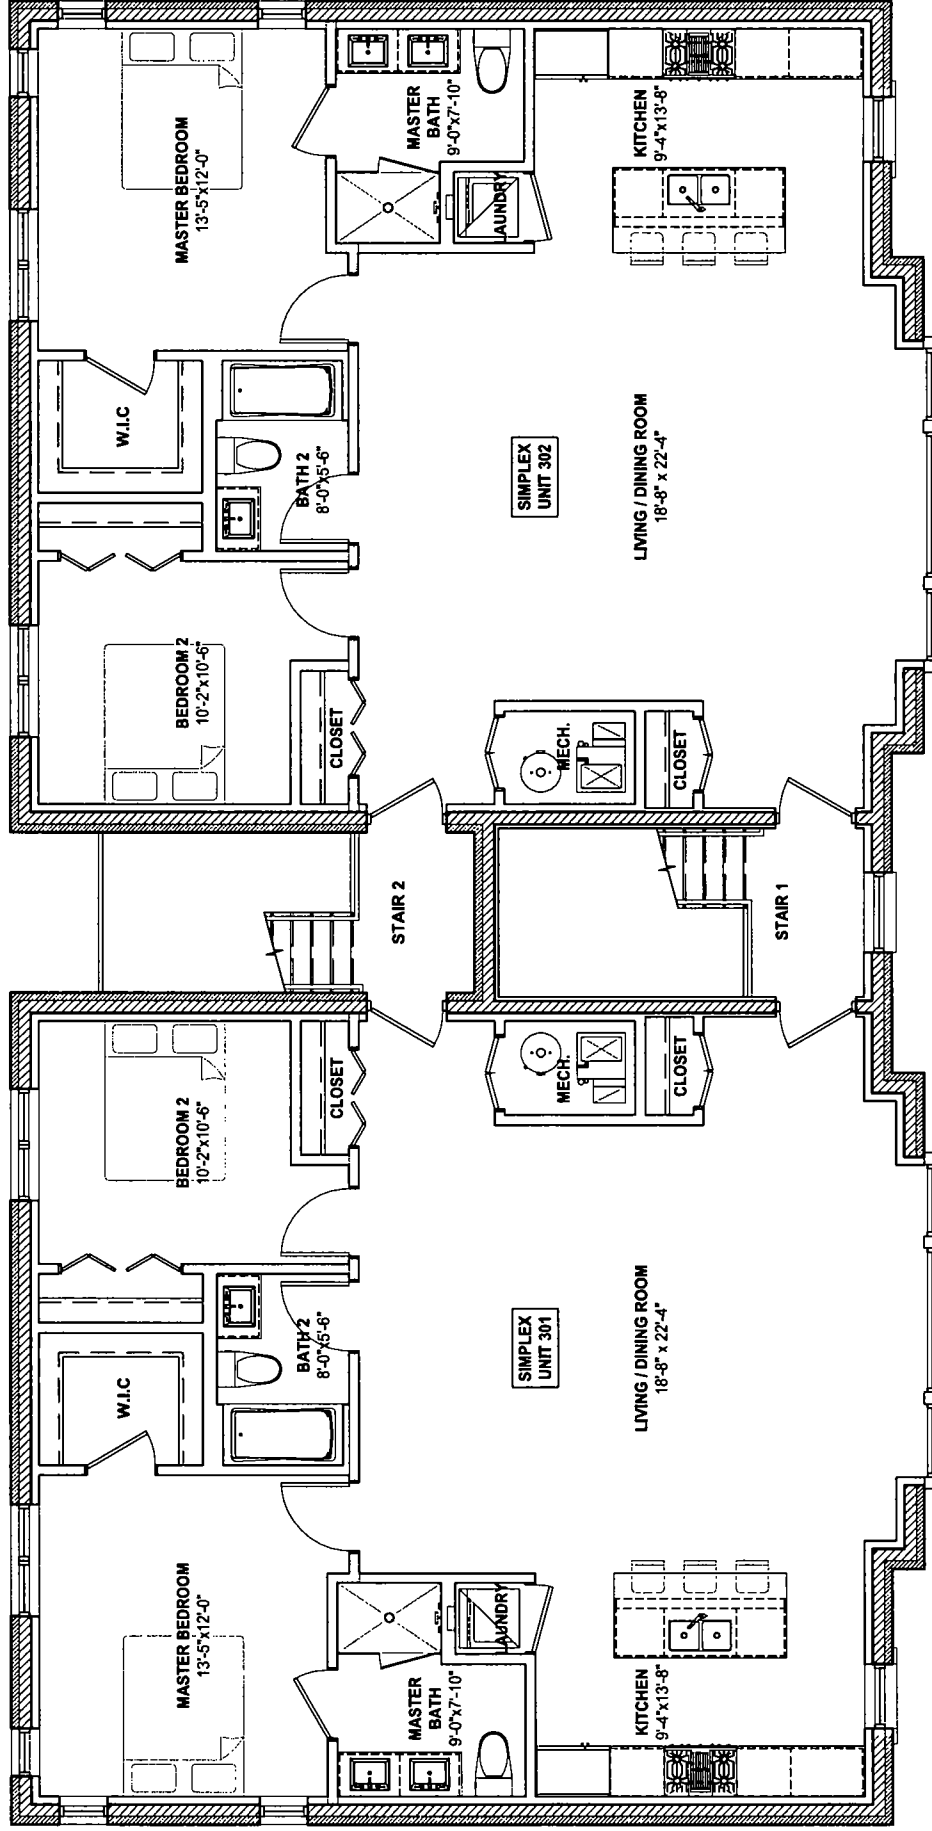 MASTER BEDROOM
13'-5"x12'-0"
W.I.C
BEDROOM 2
10'-2"x10'-6"
BATH 2
8'-0"x5'-6"
CLOSET
MASTER
BATH
9'-0"x7'-10"
LAUNDRY
SIMPLEX
UNIT 301
MECH.
KITCHEN
9'-4"x13'-8"
LIVING / DINING ROOM
18'-8" x 22'-4"
CLOSET
STAIR 2
STAIR 1
BEDROOM 2
10'-2"x10'-6"
W.I.C
MASTER BEDROOM
13'-5"x12'-0"
CLOSET
BATH 2
8'-0"x5'-6"
MASTER
BATH
9'-0"x7'-10"
LAUNDRY
MECH.
SIMPLEX
UNIT 302
CLOSET
LIVING / DINING ROOM
18'-8" x 22'-4"
KITCHEN
9'-4"x13'-8"